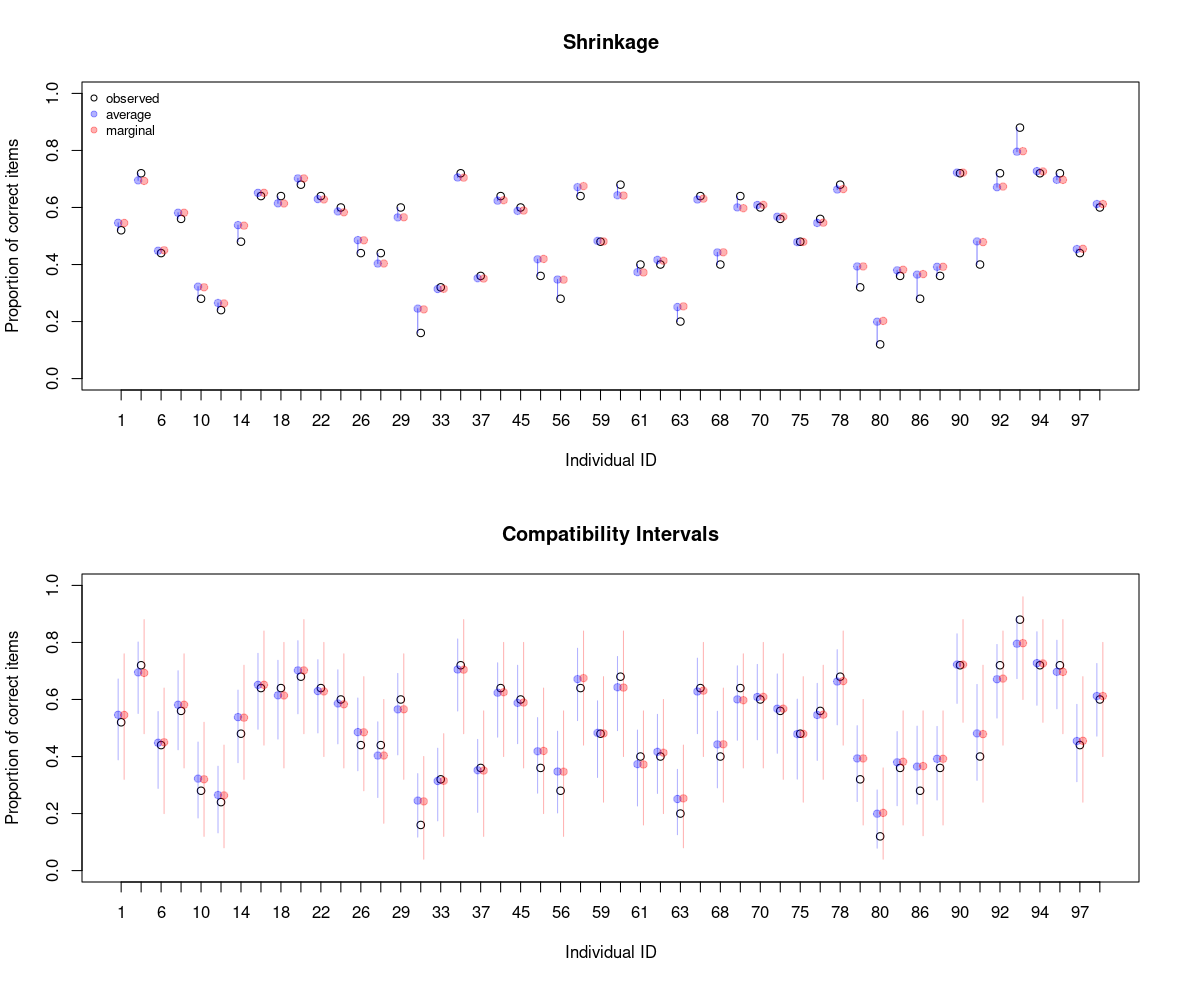 Shrinkage
Proportion of correct items
1.0
0.8
0.6
0.4
0.2
0.0
observed
average
marginal
1 6 10 14 18 22 26 29 33 37 45 56 59 61 63 68 70 75 78 80 86 90 92 94 97
Individual ID
Compatibility Intervals
Proportion of correct items
1.0
0.8
0.6
0.4
0.2
0.0
1 6 10 14 18 22 26 29 33 37 45 56 59 61 63 68 70 75 78 80 86 90 92 94 97
Individual ID